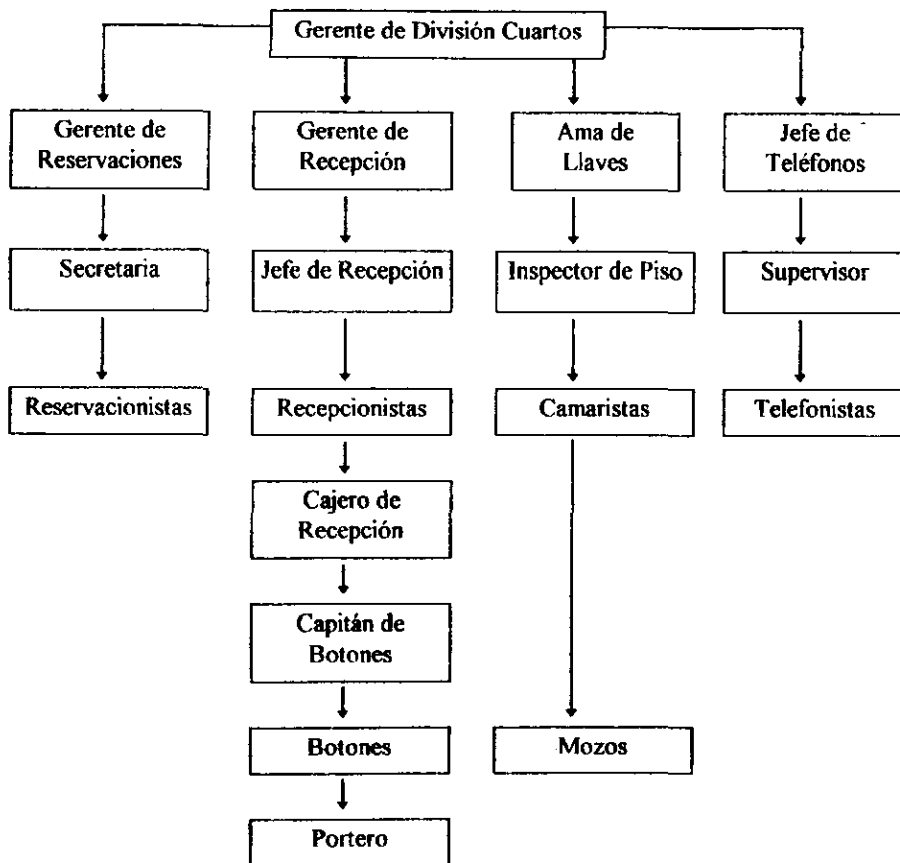 Gerente de División Cuartos
Gerente de
Reservaciones
Gerente de
Recepción
Ama de
Llaves
Jefe de
Teléfonos
Secretaria
Jefe de Recepción
Inspector de Piso
Supervisor
Reservacionistas
Recepcionistas
Camaristas
Telefonistas
Cajero de
Recepción
Capitán de
Botones
Botones
Mozos
Portero